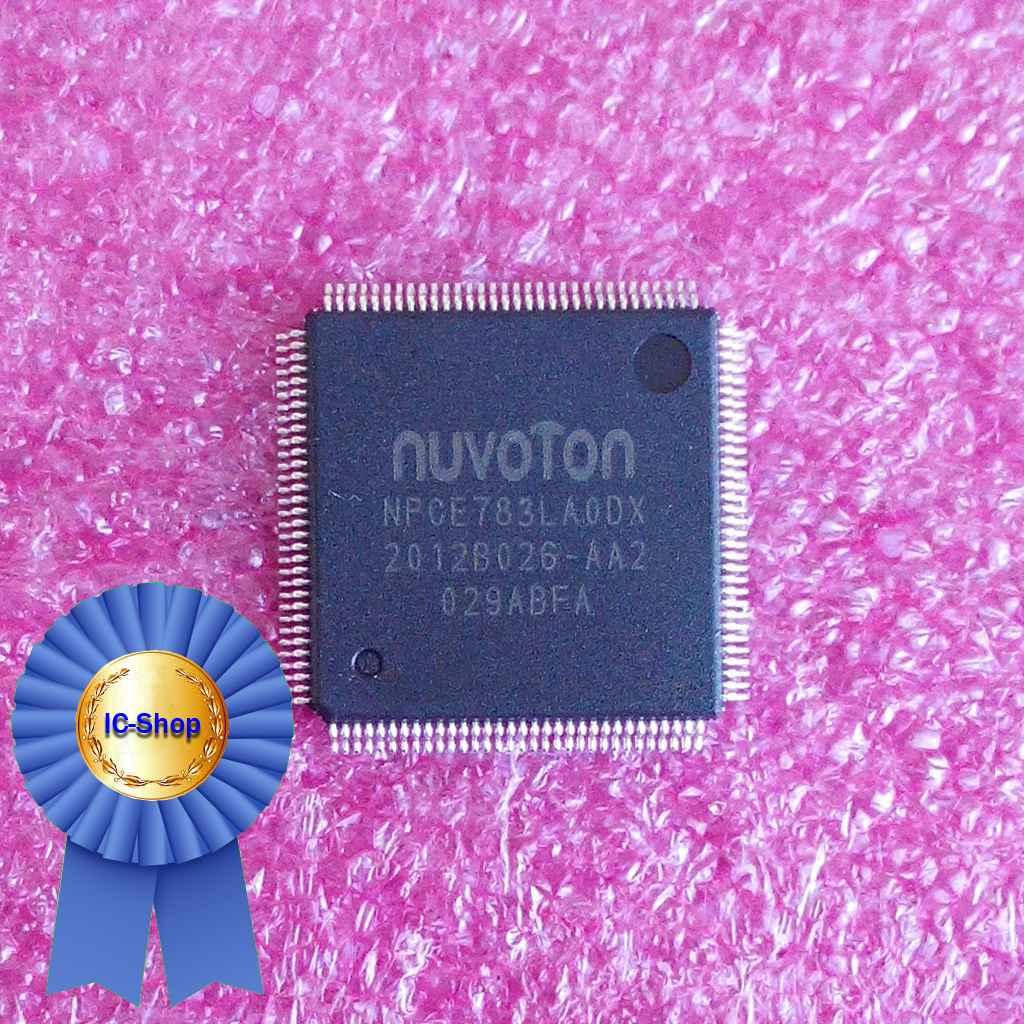 nuvoTon
NPCE783LA0DX
2012B026-AA2
029ABFA
IC-Shop